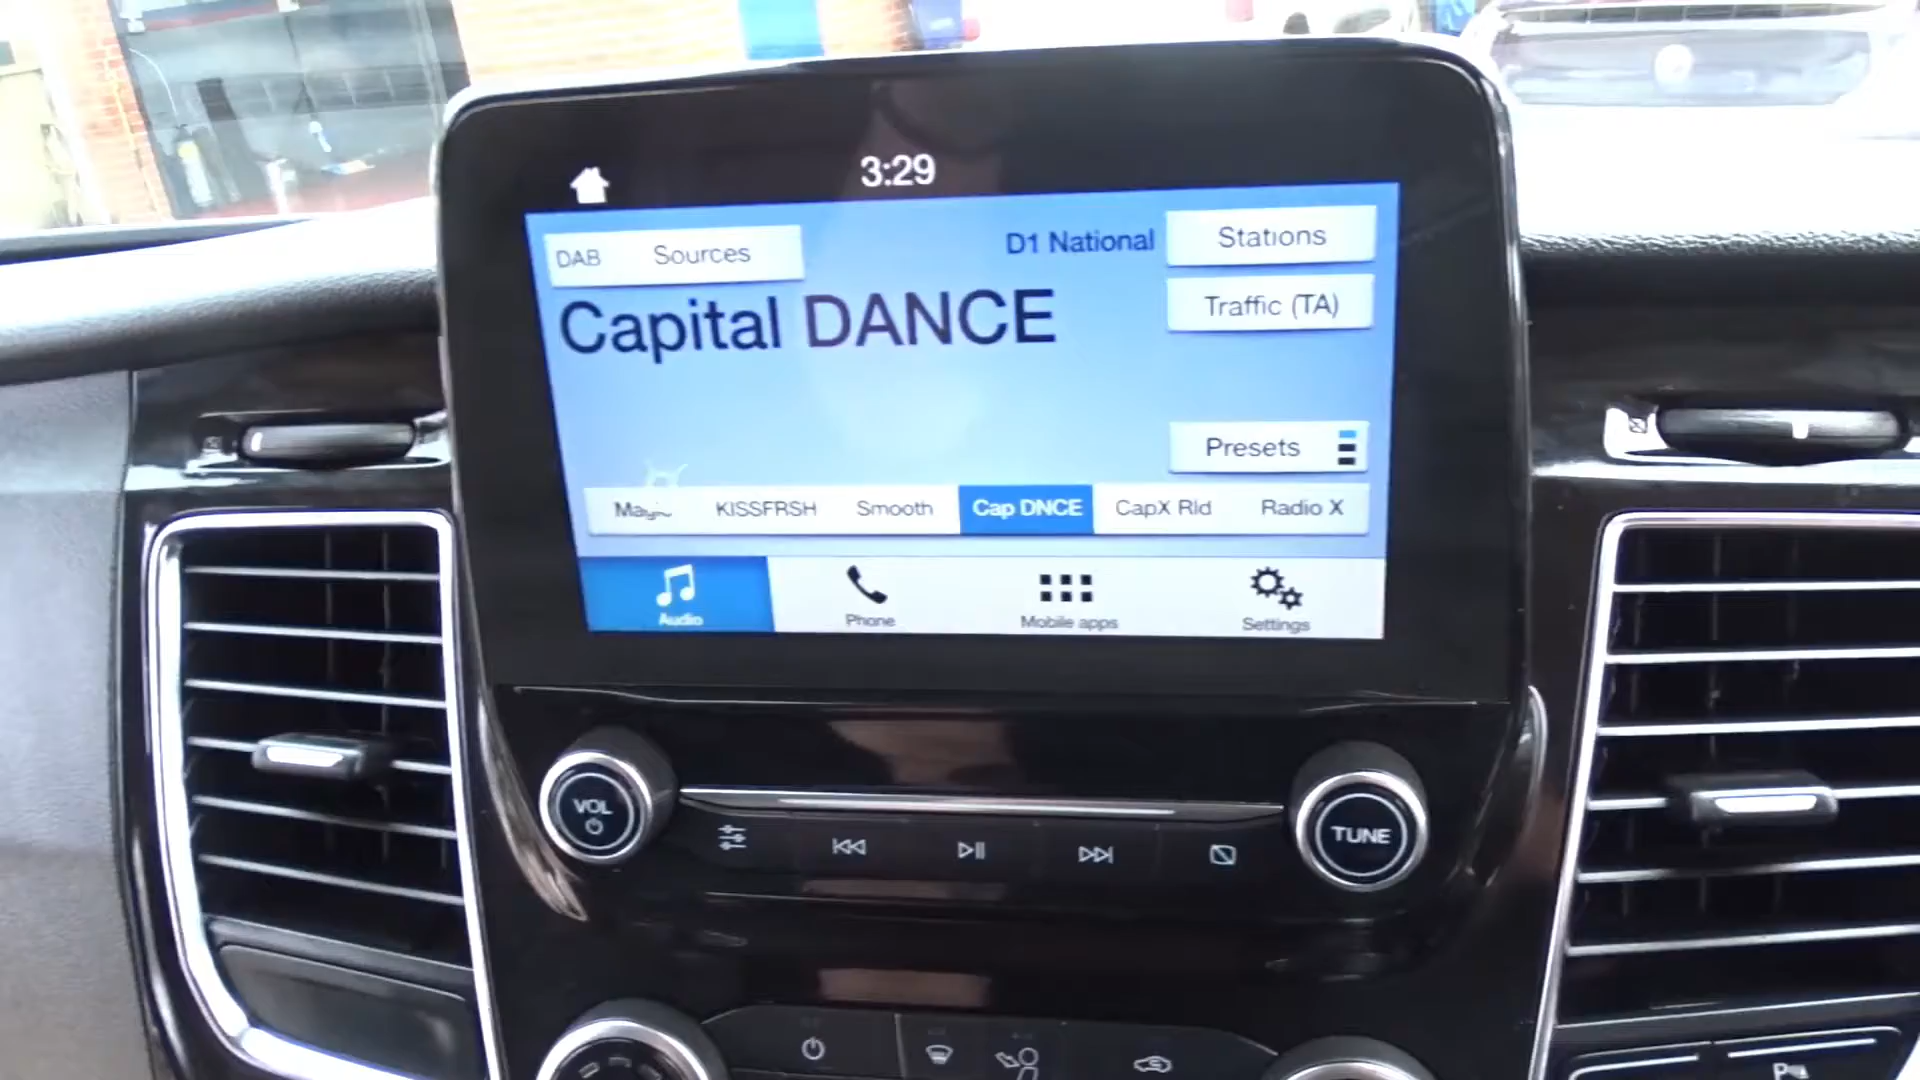 3:29
DAB Sources
D1 National
Stations
Capital DANCE
Traffic (TA)
Presets
Magic KISSFRSH Smooth Cap DNCE CapX Rld Radio X
Audio Phone Mobile apps Settings
VOL
TUNE